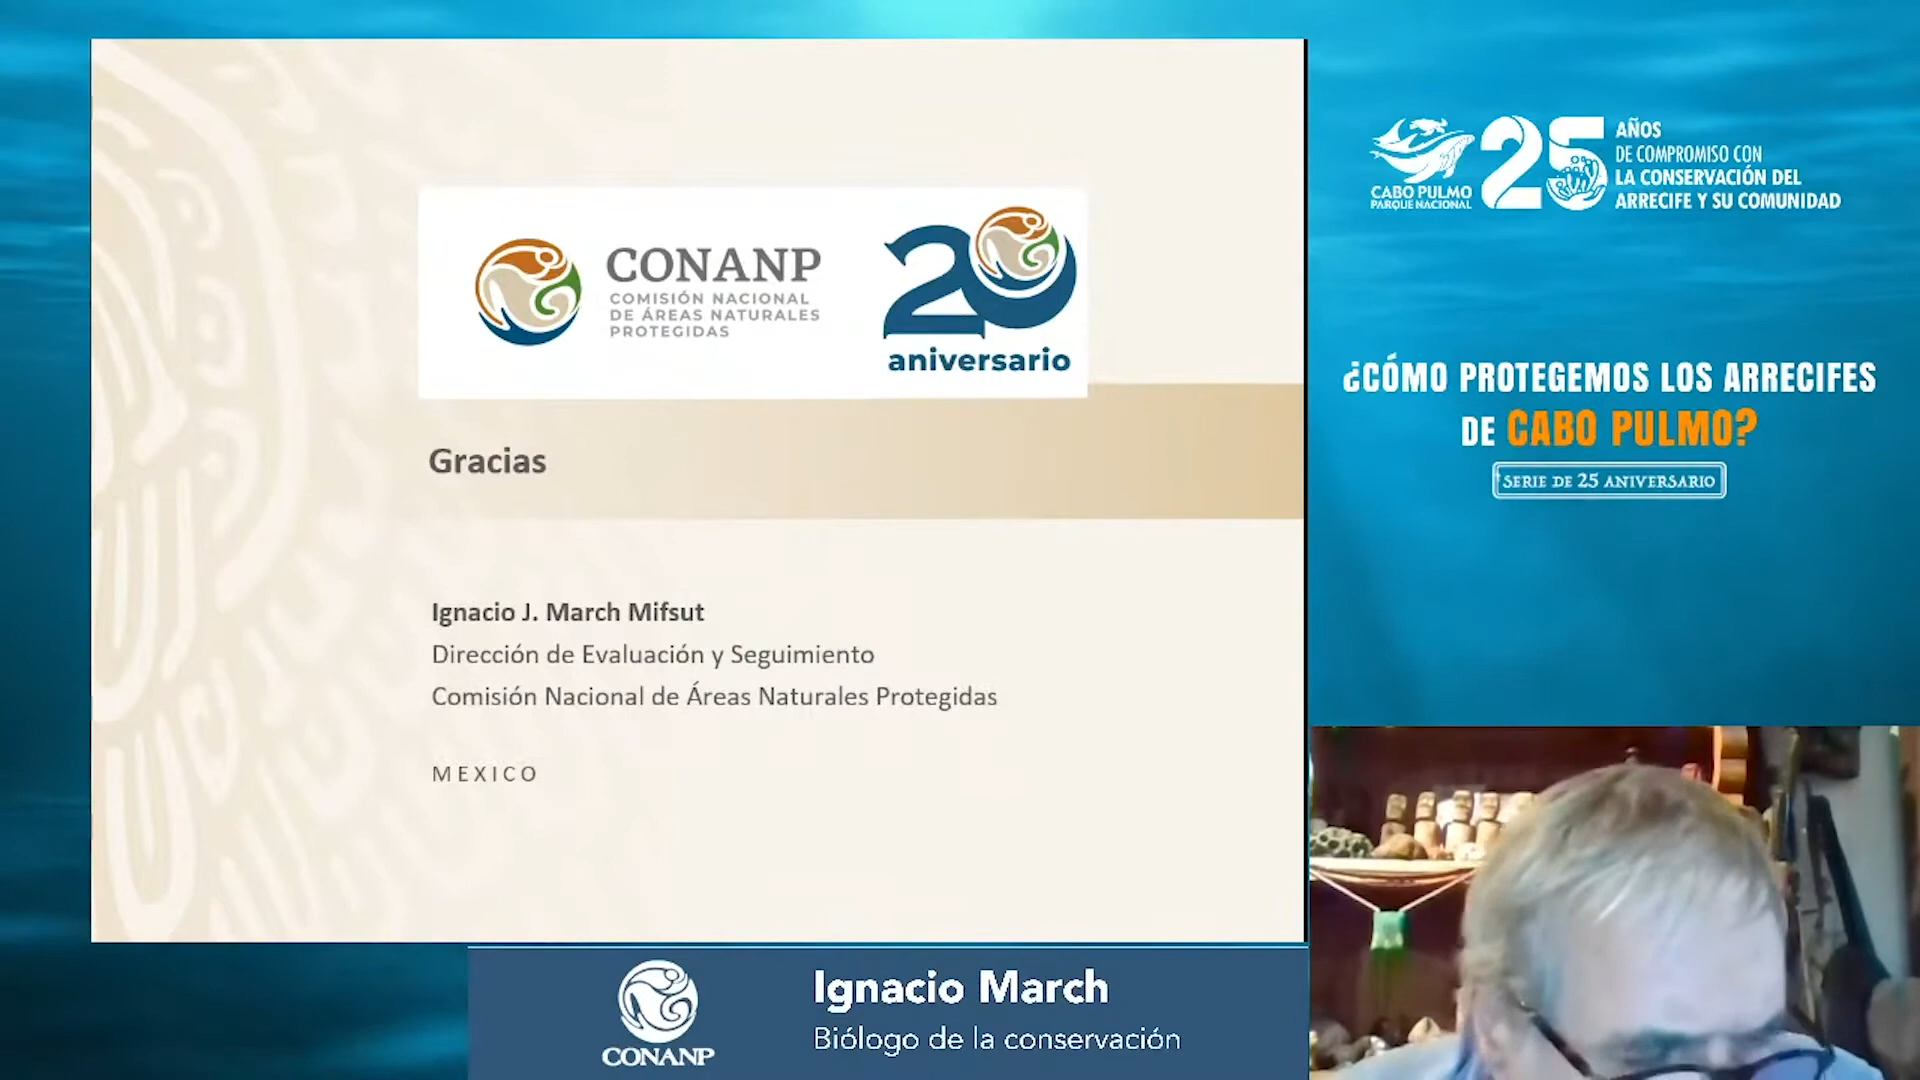 CONANP
COMISIÓN NACIONAL
DE ÁREAS NATURALES
PROTEGIDAS
20
aniversario
Gracias
Ignacio J. March Mifsut
Dirección de Evaluación y Seguimiento
Comisión Nacional de Áreas Naturales Protegidas
MEXICO
CABO PULMO
PARQUE NACIONAL
25
AÑOS
DE COMPROMISO CON
LA CONSERVACIÓN DEL
ARRECIFE Y SU COMUNIDAD
¿CÓMO PROTEGEMOS LOS ARRECIFES
DE CABO PULMO?
SERIE DE 25 ANIVERSARIO
CONANP
Ignacio March
Biólogo de la conservación